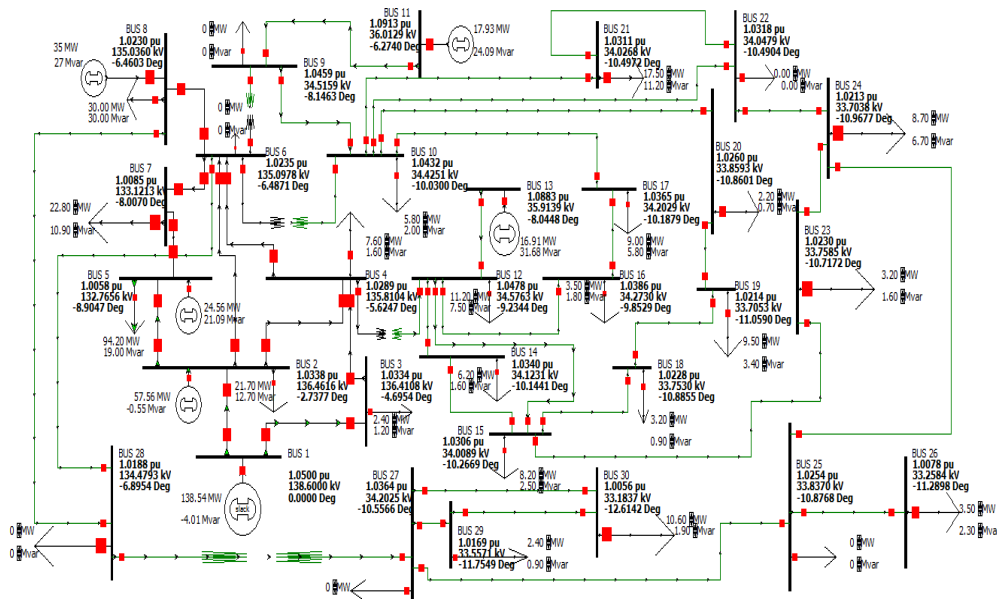 BUS 8
1.0230 pu
135.0360 kV
-6.4603 Deg
35 MW
27 Mvar
30.00 MW
30.00 Mvar
0 MW
0 Mvar
BUS 9
1.0459 pu
34.5159 kV
-8.1463 Deg
BUS 11
1.0913 pu
36.0129 kV
-6.2740 Deg
17.93 MW
24.09 Mvar
BUS 21
1.0311 pu
34.0268 kV
-10.4972 Deg
17.50 MW
11.20 Mvar
BUS 22
1.0318 pu
34.0479 kV
-10.4904 Deg
0.00 MW
0.00 Mvar
BUS 24
1.0213 pu
33.7038 kV
-10.9677 Deg
8.70 MW
6.70 Mvar
0 MW
0 Mvar
BUS 6
1.0235 pu
135.0978 kV
-6.4871 Deg
BUS 10
1.0432 pu
34.4251 kV
-10.0300 Deg
5.80 MW
2.00 Mvar
BUS 20
1.0260 pu
33.8593 kV
-10.8601 Deg
2.20 MW
0.70 Mvar
BUS 7
1.0085 pu
133.1213 kV
-8.0070 Deg
22.80 MW
10.90 Mvar
BUS 13
1.0883 pu
35.9139 kV
-8.0448 Deg
16.91 MW
31.68 Mvar
BUS 17
1.0365 pu
34.2029 kV
-10.1879 Deg
9.00 MW
5.80 Mvar
BUS 23
1.0230 pu
33.7585 kV
-10.7172 Deg
3.20 MW
1.60 Mvar
BUS 5
1.0058 pu
132.7656 kV
-8.9047 Deg
24.56 MW
21.09 Mvar
94.20 MW
19.00 Mvar
7.60 MW
1.60 Mvar
BUS 4
1.0289 pu
135.8104 kV
-5.6247 Deg
BUS 12
1.0478 pu
34.5763 kV
-9.2344 Deg
11.20 MW
7.50 Mvar
BUS 16
1.0386 pu
34.2730 kV
-9.8529 Deg
3.50 MW
1.80 Mvar
BUS 19
1.0214 pu
33.7053 kV
-11.0590 Deg
9.50 MW
3.40 Mvar
BUS 2
1.0338 pu
136.4616 kV
-2.7377 Deg
57.56 MW
-0.55 Mvar
21.70 MW
12.70 Mvar
BUS 3
1.0334 pu
136.4108 kV
-4.6954 Deg
2.40 MW
1.20 Mvar
BUS 14
1.0340 pu
34.1231 kV
-10.1441 Deg
6.20 MW
1.60 Mvar
BUS 18
1.0228 pu
33.7530 kV
-10.8855 Deg
3.20 MW
0.90 Mvar
BUS 15
1.0306 pu
34.0089 kV
-10.2669 Deg
8.20 MW
2.50 Mvar
BUS 28
1.0188 pu
134.4793 kV
-6.8954 Deg
0 MW
0 Mvar
BUS 1
1.0500 pu
138.6000 kV
0.0000 Deg
138.54 MW
-4.01 Mvar
slack
BUS 27
1.0364 pu
34.2025 kV
-10.5566 Deg
0 MW
0 Mvar
BUS 29
1.0169 pu
33.5571 kV
-11.7549 Deg
2.40 MW
0.90 Mvar
BUS 30
1.0056 pu
33.1837 kV
-12.6142 Deg
10.60 MW
1.90 Mvar
BUS 25
1.0254 pu
33.8370 kV
-10.8768 Deg
0 MW
0 Mvar
BUS 26
1.0078 pu
33.2584 kV
-11.2898 Deg
3.50 MW
2.30 Mvar